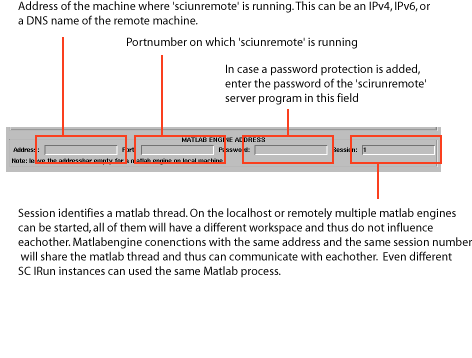 Address of the machine where 'sciunremote' is running. This can be an IPv4, IPv6, or
a DNS name of the remote machine.
Portnumber on which 'sciunremote' is running
In case a password protection is added,
enter the password of the 'scirunremote'
server program in this field
MATLAB ENGINE ADDRESS
Address: Port: Password: Session: 1
Note: leave the addressbar empty for a matlab engine on local machine
Session identifies a matlab thread. On the localhost or remotely multiple matlab engines
can be started, all of them will have a different workspace and thus do not influence
eachother. Matlabengine conenctions with the same address and the same session number
will share the matlab thread and thus can communicate with eachother. Even different
SC IRun instances can used the same Matlab process.